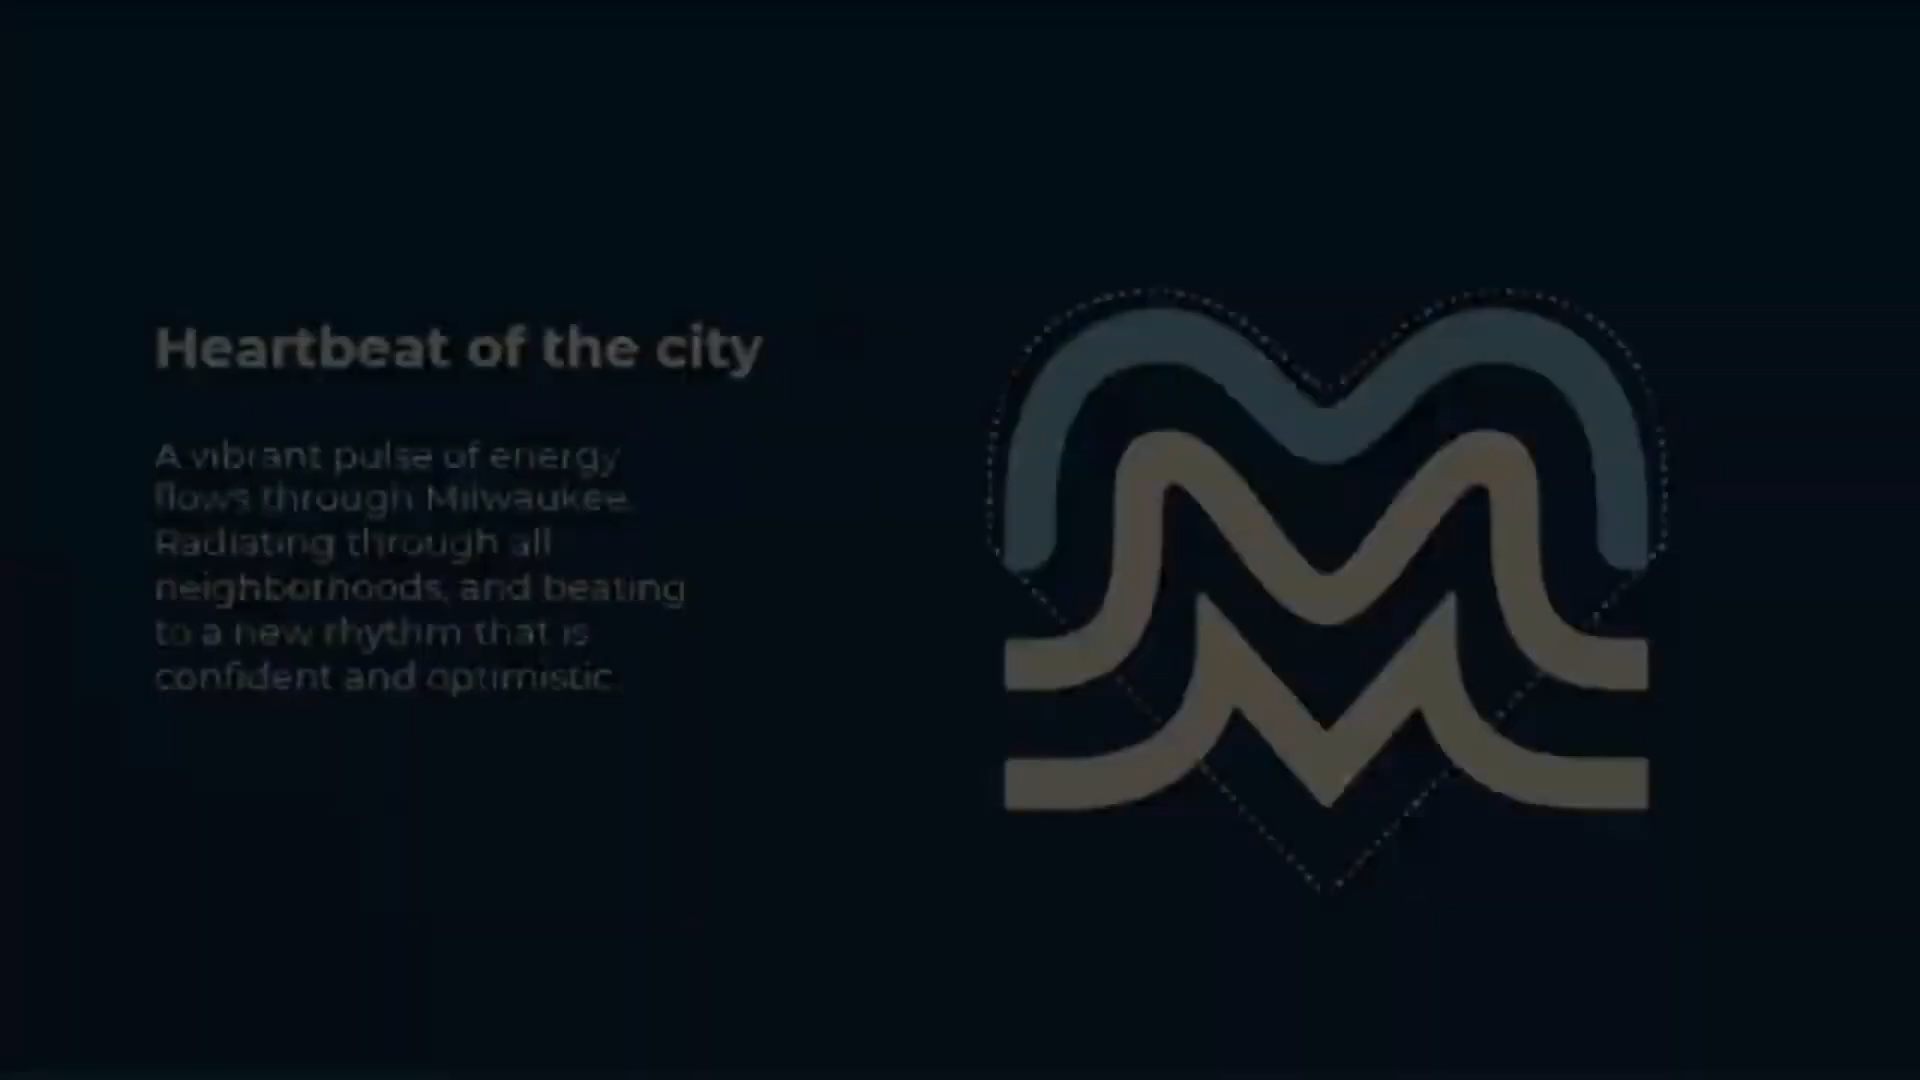 Heartbeat of the city
A vibrant pulse of energy
flows through Milwaukee.
Radiating through all
neighborhoods, and beating
to a new rhythm that is
confident and optimistic.